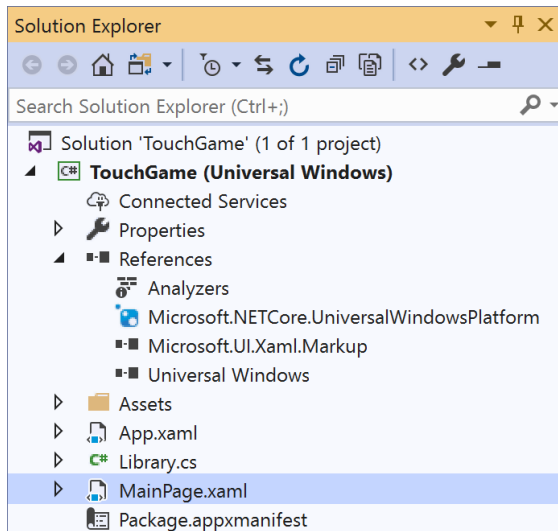 Solution Explorer
Search Solution Explorer (Ctrl+;)
Solution 'TouchGame' (1 of 1 project)
C# TouchGame (Universal Windows)
Connected Services
Properties
References
Analyzers
Microsoft.NETCore.UniversalWindowsPlatform
Microsoft.UI.Xaml.Markup
Universal Windows
Assets
App.xaml
C# Library.cs
MainPage.xaml
Package.appxmanifest